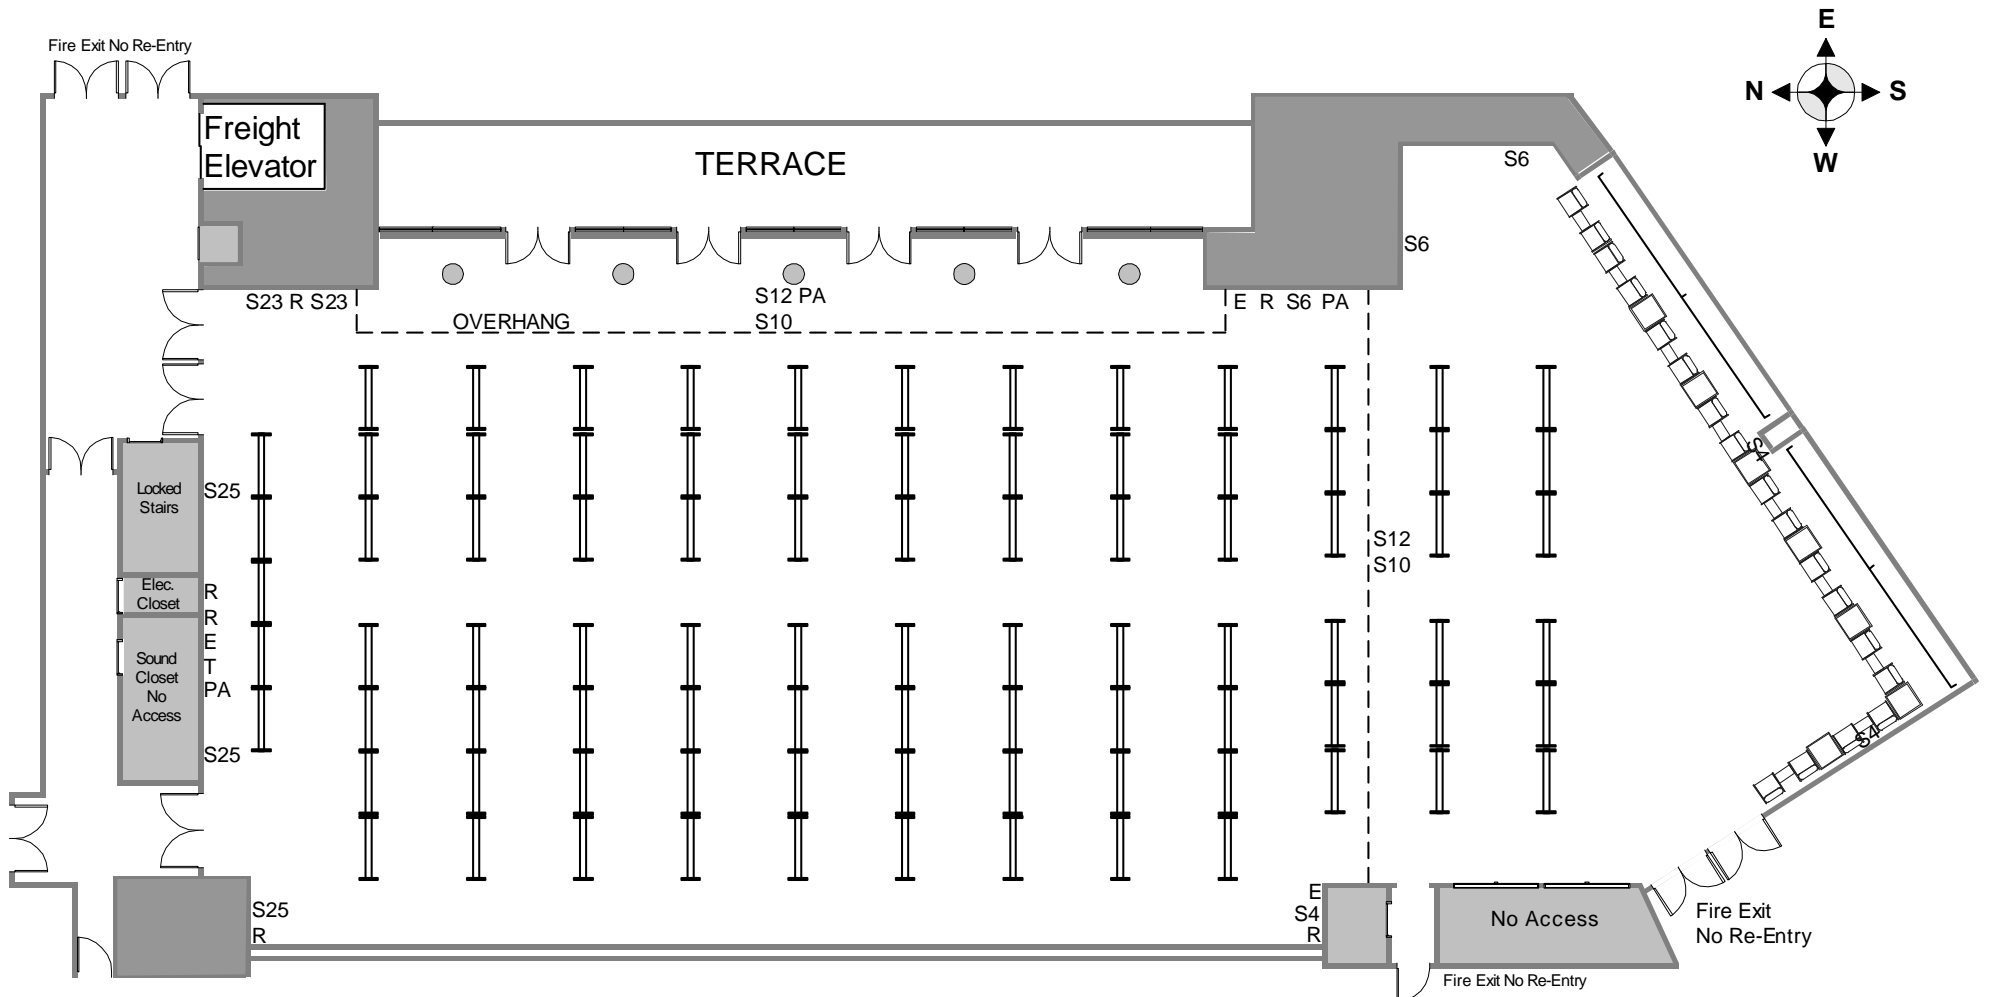 Fire Exit No Re-Entry
E
N
S
W
Freight
Elevator
TERRACE
S6
S6
S23 R S23
S12 PA
S10
OVERHANG
E R S6 PA
S4
Locked
Stairs
S25
S12
S10
Elec.
Closet
R
R
E
T
PA
Sound
Closet
No
Access
S25
S4
S25
R
E
S4
R
No Access
Fire Exit
No Re-Entry
Fire Exit No Re-Entry